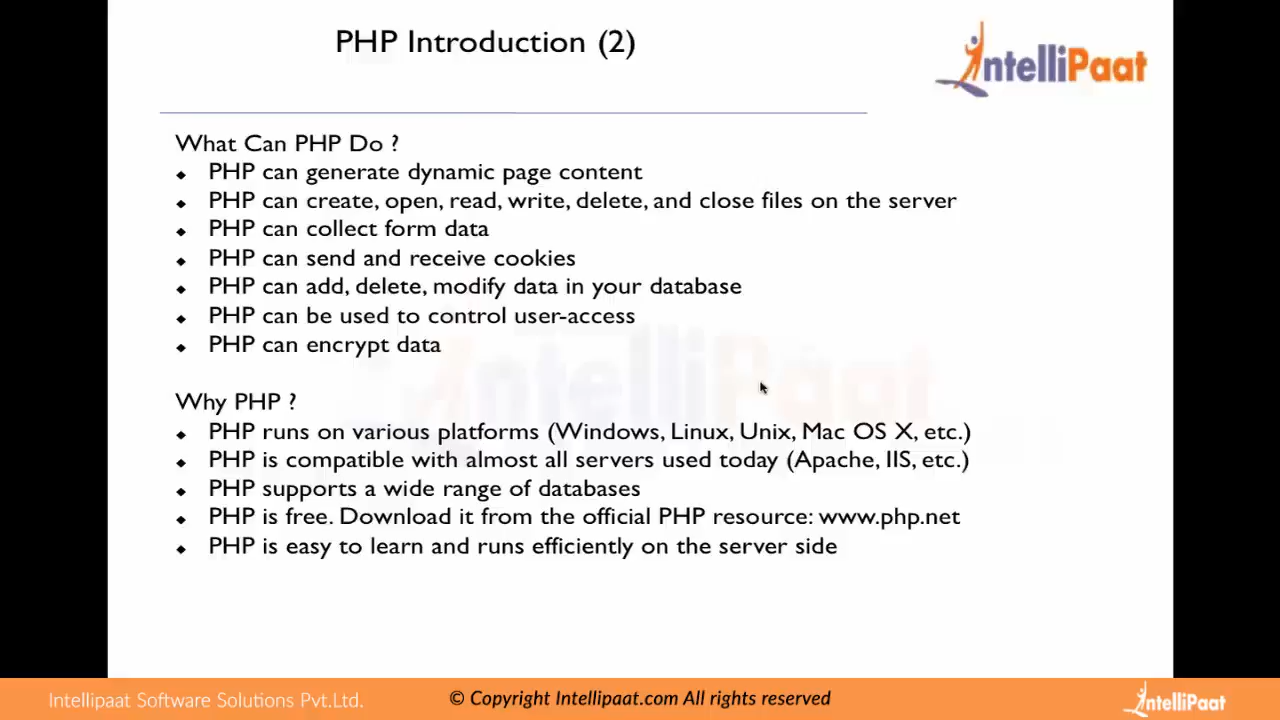 PHP Introduction (2)
IntelliPaat
What Can PHP Do ?
PHP can generate dynamic page content
PHP can create, open, read, write, delete, and close files on the server
PHP can collect form data
PHP can send and receive cookies
PHP can add, delete, modify data in your database
PHP can be used to control user-access
PHP can encrypt data
IntelliPaat
Why PHP ?
PHP runs on various platforms (Windows, Linux, Unix, Mac OS X, etc.)
PHP is compatible with almost all servers used today (Apache, IIS, etc.)
PHP supports a wide range of databases
PHP is free. Download it from the official PHP resource: www.php.net
PHP is easy to learn and runs efficiently on the server side
Intellipaat Software Solutions Pvt.Ltd.
© Copyright Intellipaat.com All rights reserved
IntelliPaat